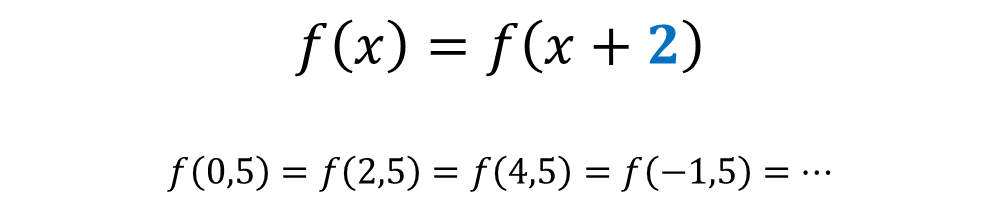 f(x) = f(x + 2)
f(0,5) = f(2,5) = f(4,5) = f(−1,5) = ⋯